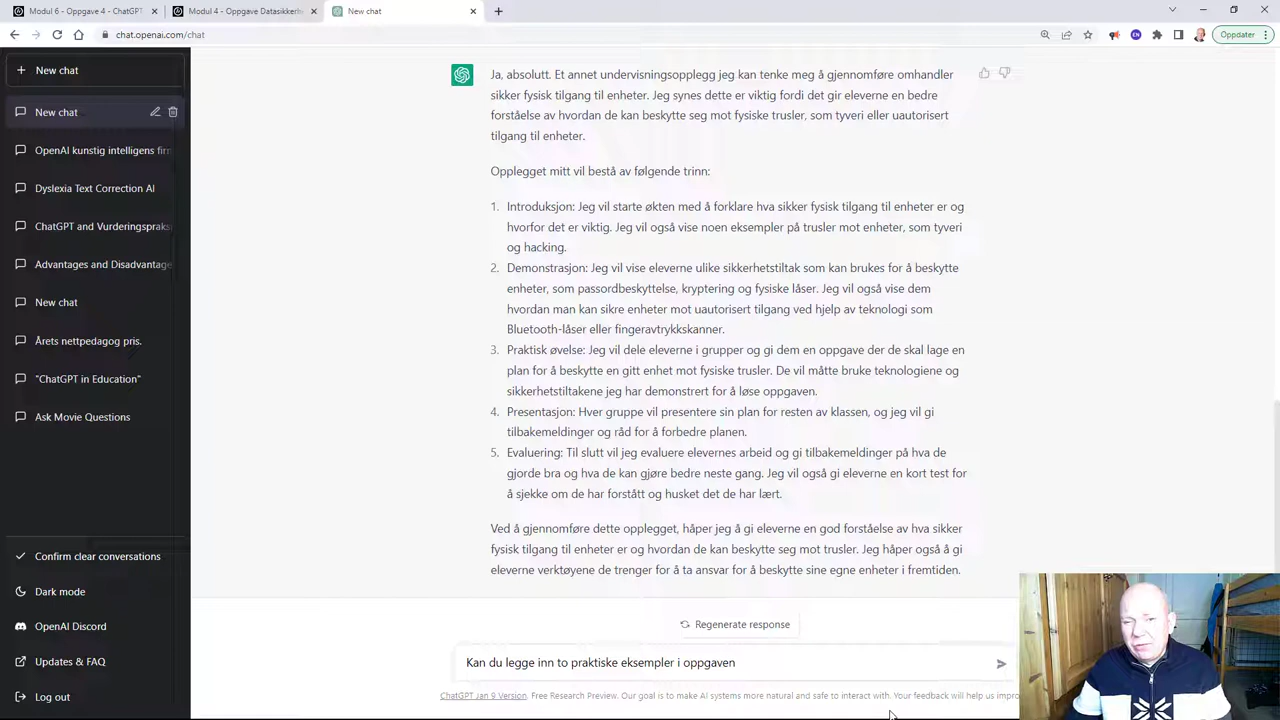 Modul 6 - Oppgave 4 - ChatGPT
Modul 4 - Oppgave Datasikkerhe
New chat
chat.openai.com/chat
Oppdater
New chat
New chat
OpenAI kunstig intelligens firm
Dyslexia Text Correction AI
ChatGPT and Vurderingspraks
Advantages and Disadvantage
New chat
Årets nettpedagog pris.
"ChatGPT in Education"
Ask Movie Questions
Confirm clear conversations
Dark mode
OpenAI Discord
Updates & FAQ
Log out
Ja, absolutt. Et annet undervisningsopplegg jeg kan tenke meg å gjennomføre omhandler
sikker fysisk tilgang til enheter. Jeg synes dette er viktig fordi det gir eleverne en bedre
forståelse av hvordan de kan beskytte seg mot fysiske trusler, som tyveri eller uautorisert
tilgang til enheter.
Opplegget mitt vil bestå av følgende trinn:
1. Introduksjon: Jeg vil starte økten med å forklare hva sikker fysisk tilgang til enheter er og
hvorfor det er viktig. Jeg vil også vise noen eksempler på trusler mot enheter, som tyveri
og hacking.
2. Demonstrasjon: Jeg vil vise eleverne ulike sikkerhetstiltak som kan brukes for å beskytte
enheter, som passordbeskyttelse, kryptering og fysiske låser. Jeg vil også vise dem
hvordan man kan sikre enheter mot uautorisert tilgang ved hjelp av teknologi som
Bluetooth-låser eller fingeravtrykkskanner.
3. Praktisk øvelse: Jeg vil dele eleverne i grupper og gi dem en oppgave der de skal lage en
plan for å beskytte en gitt enhet mot fysiske trusler. De vil måtte bruke teknologiene og
sikkerhetstiltakene jeg har demonstrert for å løse oppgaven.
4. Presentasjon: Hver gruppe vil presentere sin plan for resten av klassen, og jeg vil gi
tilbakemeldinger og råd for å forbedre planen.
5. Evaluering: Til slutt vil jeg evaluere elevernes arbeid og gi tilbakemeldinger på hva de
gjorde bra og hva de kan gjøre bedre neste gang. Jeg vil også gi eleverne en kort test for
å sjekke om de har forstått og husket det de har lært.
Ved å gjennomføre dette opplegget, håper jeg å gi eleverne en god forståelse av hva sikker
fysisk tilgang til enheter er og hvordan de kan beskytte seg mot trusler. Jeg håper også å gi
eleverne verktøyene de trenger for å ta ansvar for å beskytte sine egne enheter i fremtiden.
Regenerate response
Kan du legge inn to praktiske eksempler i oppgaven
ChatGPT Jan 9 Version. Free Research Preview. Our goal is to make AI systems more natural and safe to interact with. Your feedback will help us impro